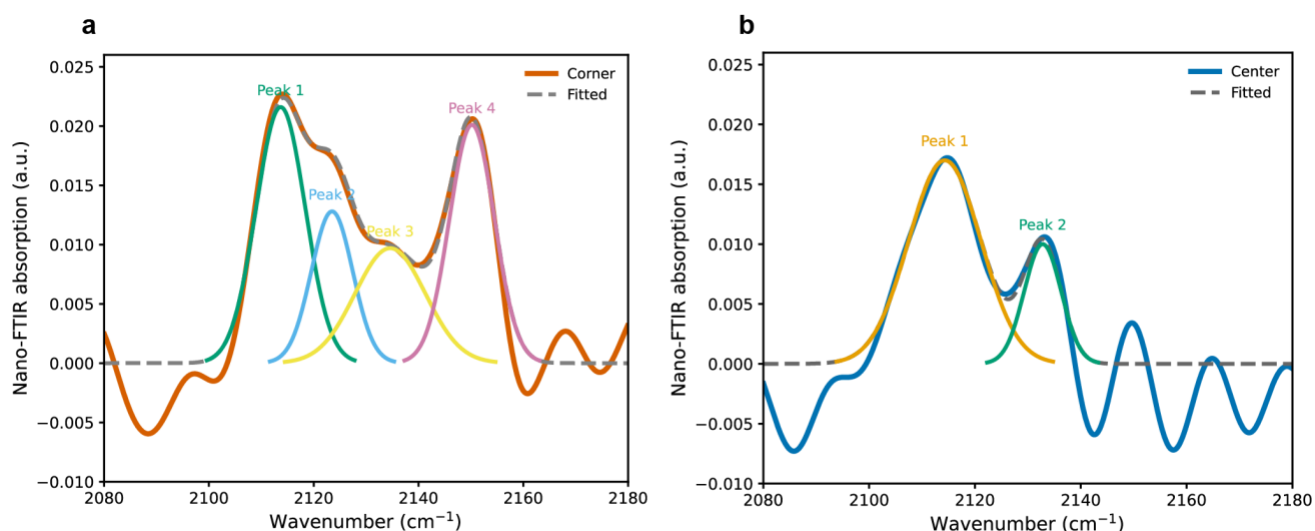 a
0.025
0.020
0.015
0.010
0.005
0.000
−0.005
−0.010
Nano-FTIR absorption (a.u.)
Peak 1
Peak 2
Peak 3
Peak 4
Corner
Fitted
2080 2100 2120 2140 2160 2180
Wavenumber (cm⁻¹)
b
0.025
0.020
0.015
0.010
0.005
0.000
−0.005
−0.010
Nano-FTIR absorption (a.u.)
Peak 1
Peak 2
Center
Fitted
2080 2100 2120 2140 2160 2180
Wavenumber (cm⁻¹)